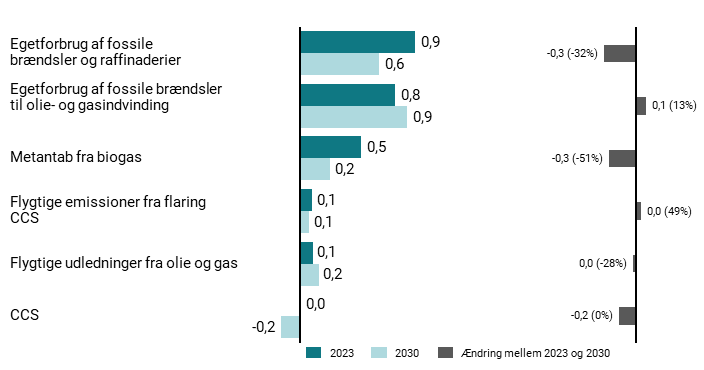 Egetforbrug af fossile
brændsler og raffinaderier
0,9
0,6
-0,3 (-32%)
Egetforbrug af fossile brændsler
til olie- og gasindvinding
0,8
0,9
0,1 (13%)
Metantab fra biogas
0,5
0,2
-0,3 (-51%)
Flygtige emissioner fra flaring
CCS
0,1
0,1
0,0 (49%)
Flygtige udledninger fra olie og gas
0,1
0,2
0,0 (-28%)
CCS
0,0
-0,2
-0,2 (0%)
2023
2030
Ændring mellem 2023 og 2030